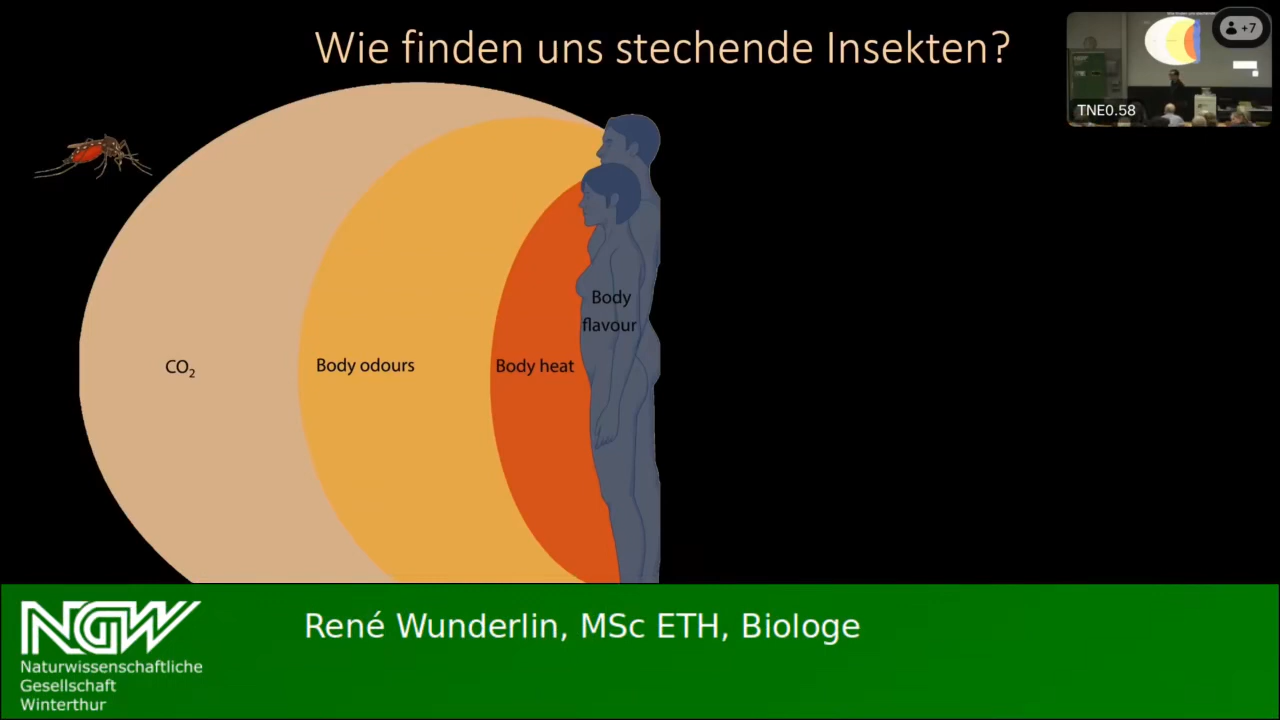 Wie finden uns stechende Insekten?
+7
TNE0.58
Body
flavour
CO₂
Body odours
Body heat
NGW
Naturwissenschaftliche
Gesellschaft
Winterthur
René Wunderlin, MSc ETH, Biologe